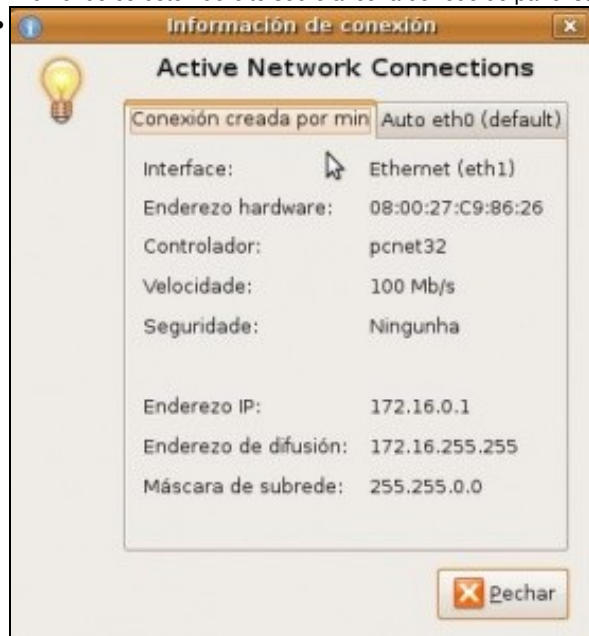 Información de conexión
Active Network Connections
Conexión creada por min
Auto eth0 (default)
Interface: Ethernet (eth1)
Enderezo hardware: 08:00:27:C9:86:26
Controlador: pcnet32
Velocidade: 100 Mb/s
Seguridade: Ningunha
Enderezo IP: 172.16.0.1
Enderezo de difusión: 172.16.255.255
Máscara de subrede: 255.255.0.0
Pechar